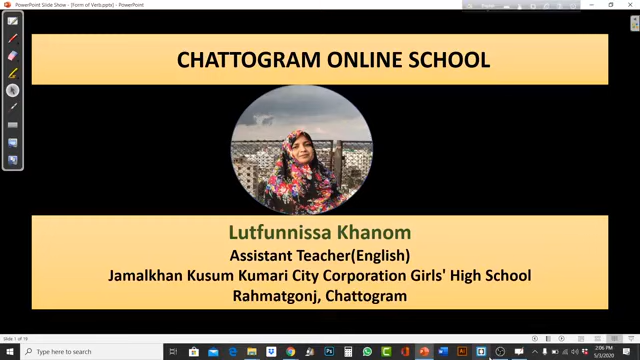 PowerPoint Slide Show - [Form of Verb.pptx] - PowerPoint
CHATTOGRAM ONLINE SCHOOL
Lutfunnissa Khanom
Assistant Teacher(English)
Jamalkhan Kusum Kumari City Corporation Girls' High School
Rahmatgonj, Chattogram
Slide 1 of 19
Type here to search
2:06 PM
5/3/2020